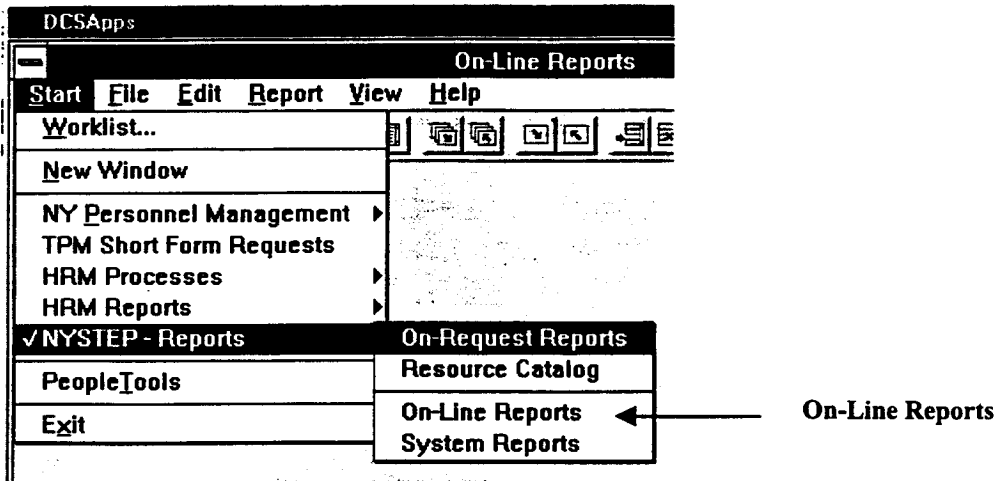 DCSApps
On-Line Reports
Start File Edit Report View Help
Worklist...
New Window
NY Personnel Management
TPM Short Form Requests
HRM Processes
HRM Reports
√ NYSTEP - Reports
PeopleTools
Exit
On-Request Reports
Resource Catalog
On-Line Reports
System Reports
On-Line Reports